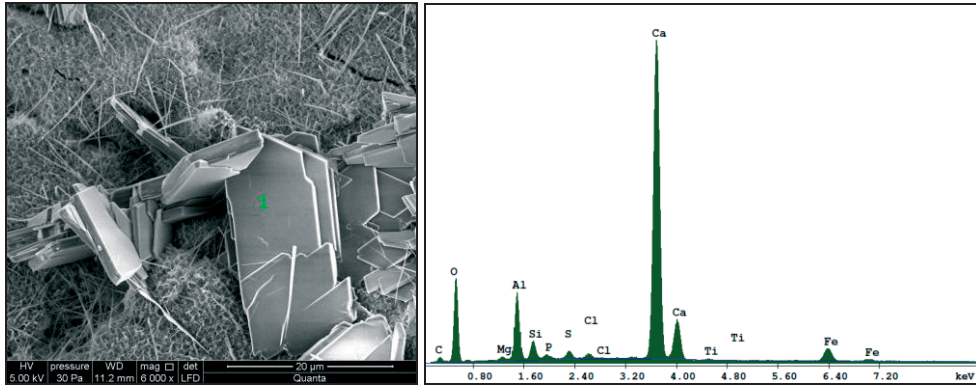 1
HV pressure WD mag □ det
5.00 kV 30 Pa 11.2 mm 6 000 x LFD
20 µm
Quanta
Ca
O
Al
Cl
Si
S
Ca
Ti
Fe
C
Mg
P
Cl
Ti
Fe
0.80 1.60 2.40 3.20 4.00 4.80 5.60 6.40 7.20 keV